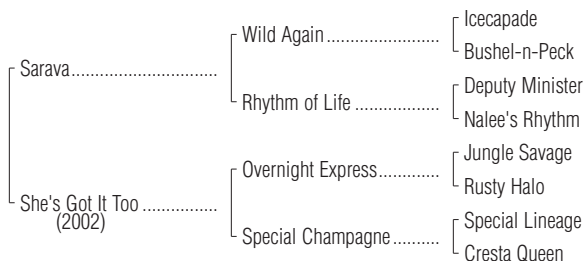 Icecapade
Wild Again
Bushel-n-Peck
Sarava
Deputy Minister
Rhythm of Life
Nalee's Rhythm
Jungle Savage
Overnight Express
Rusty Halo
She's Got It Too
(2002)
Special Lineage
Special Champagne
Cresta Queen